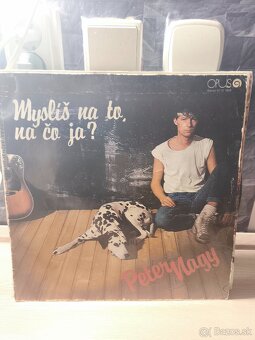 OPUS
Myslíš na to,
na čo ja?
Peter Nagy
Bazos.sk